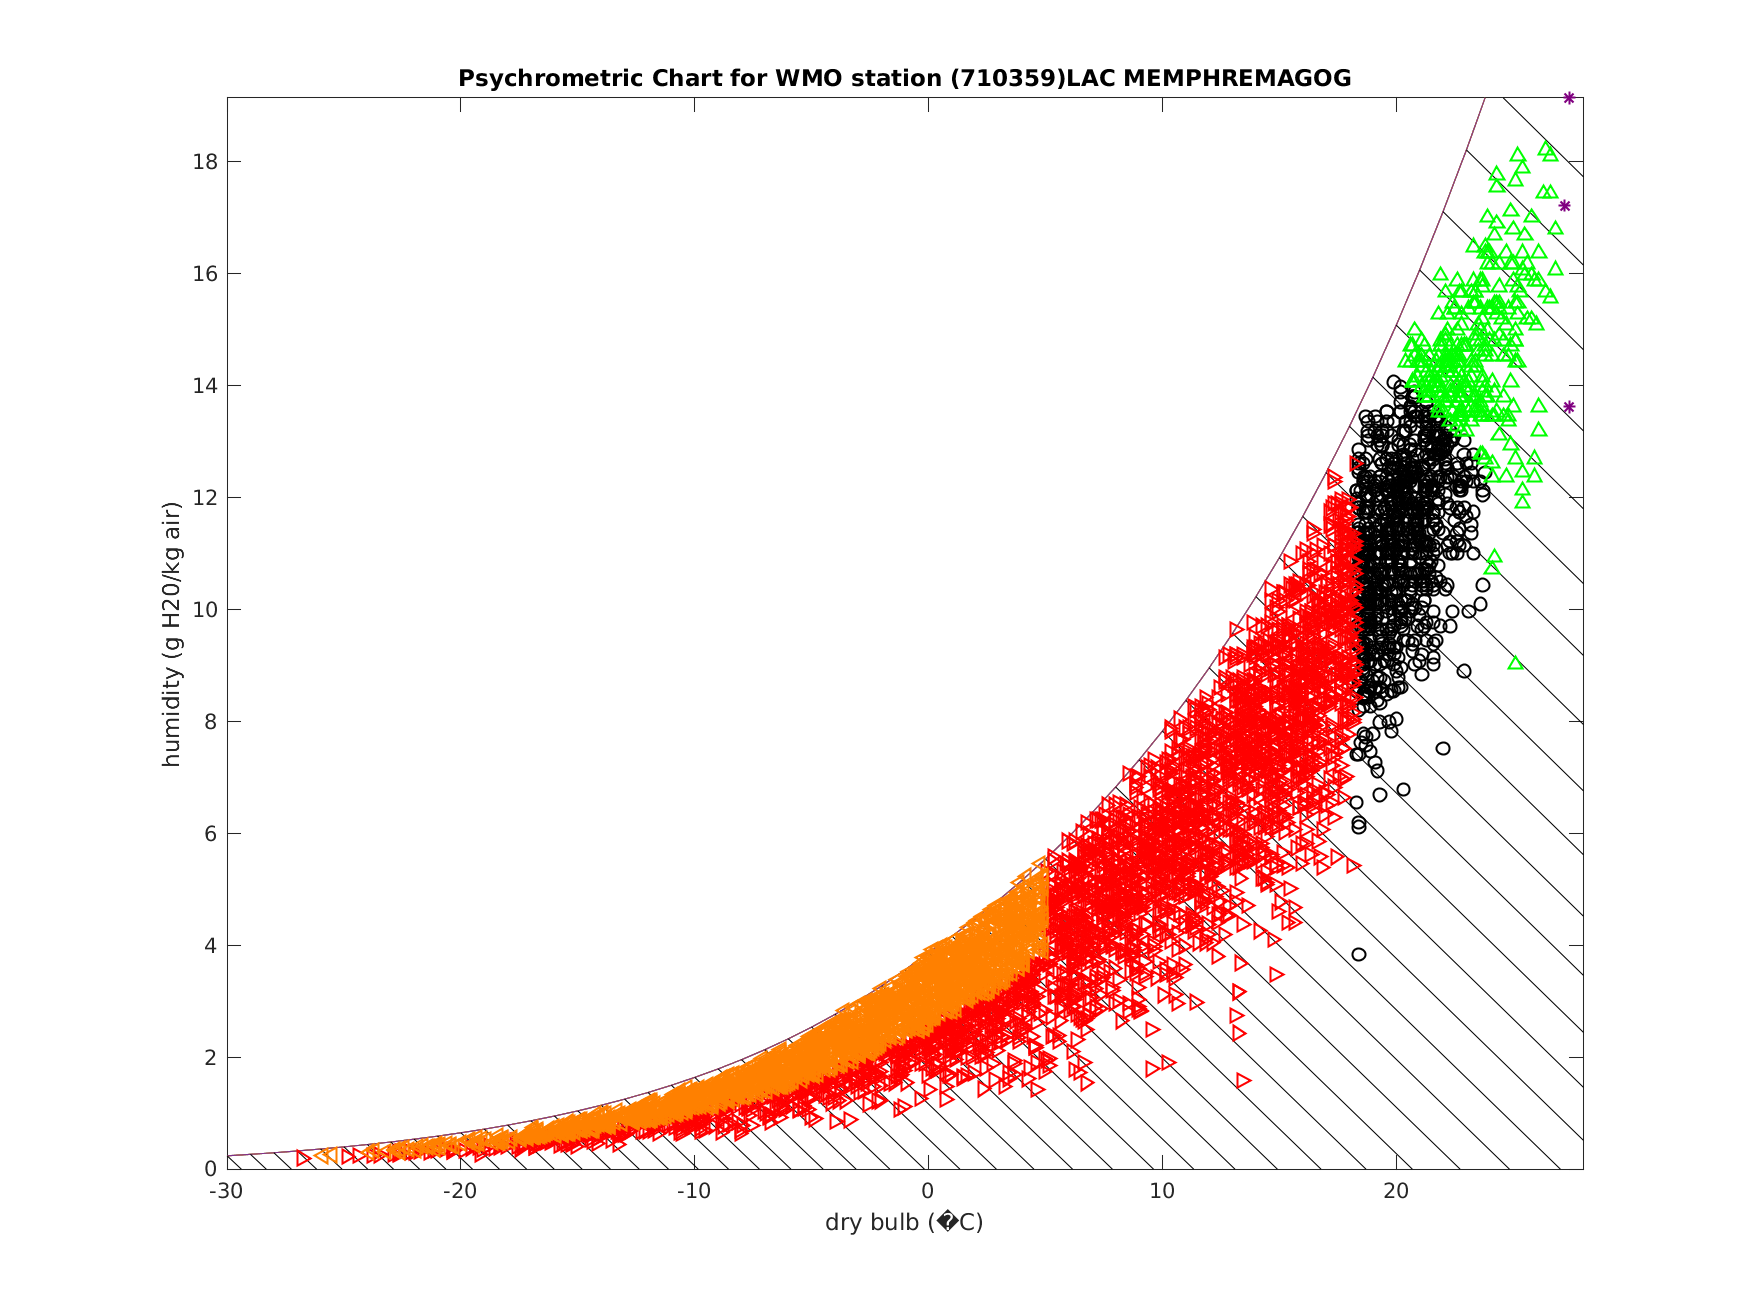 Psychrometric Chart for WMO station (710359)LAC MEMPHREMAGOG
humidity (g H20/kg air)
18
16
14
12
10
8
6
4
2
0
-30 -20 -10 0 10 20
dry bulb (�C)